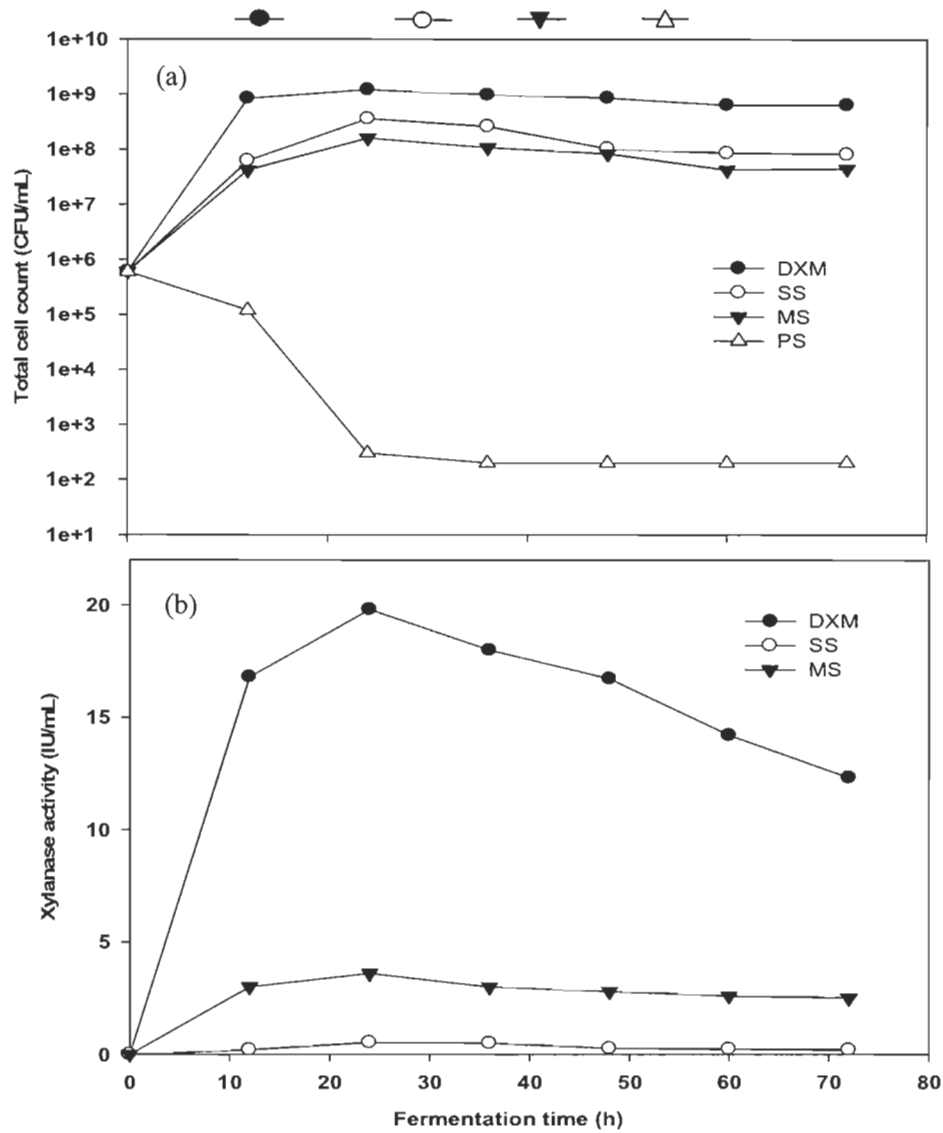 1e+10
(a)
1e+9
1e+8
1e+7
1e+6
1e+5
1e+4
1e+3
1e+2
1e+1
Total cell count (CFU/mL)
DXM
SS
MS
PS
(b)
20
15
10
5
0
Xylanase activity (IU/mL)
DXM
SS
MS
0 10 20 30 40 50 60 70 80
Fermentation time (h)